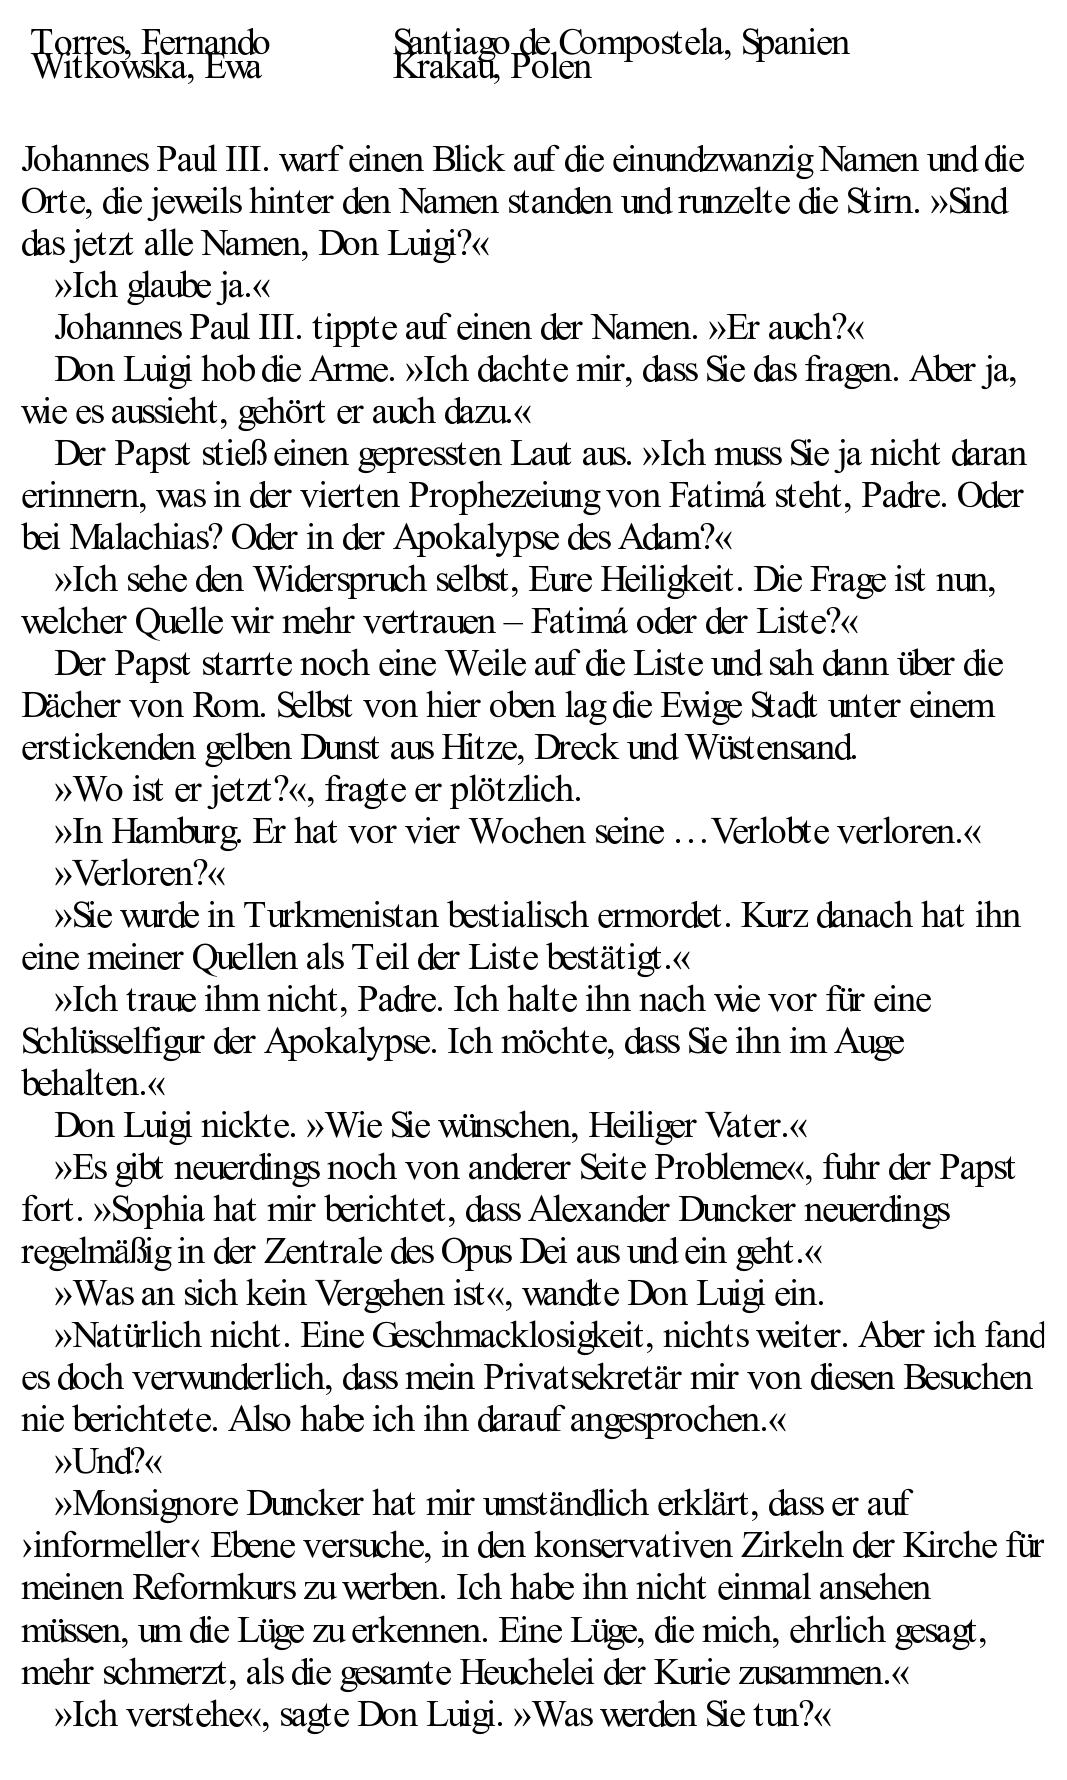 Torres, Fernando Santiago de Compostela, Spanien
Witkowska, Ewa Krakau, Polen
Johannes Paul III. warf einen Blick auf die einundzwanzig Namen und die
Orte, die jeweils hinter den Namen standen und runzelte die Stirn. »Sind
das jetzt alle Namen, Don Luigi?«
»Ich glaube ja.«
Johannes Paul III. tippte auf einen der Namen. »Er auch?«
Don Luigi hob die Arme. »Ich dachte mir, dass Sie das fragen. Aber ja,
wie es aussieht, gehört er auch dazu.«
Der Papst stieß einen gepressten Laut aus. »Ich muss Sie ja nicht daran
erinnern, was in der vierten Prophezeiung von Fatimá steht, Padre. Oder
bei Malachias? Oder in der Apokalypse des Adam?«
»Ich sehe den Widerspruch selbst, Eure Heiligkeit. Die Frage ist nun,
welcher Quelle wir mehr vertrauen – Fatimá oder der Liste?«
Der Papst starrte noch eine Weile auf die Liste und sah dann über die
Dächer von Rom. Selbst von hier oben lag die Ewige Stadt unter einem
erstickenden gelben Dunst aus Hitze, Dreck und Wüstensand.
»Wo ist er jetzt?«, fragte er plötzlich.
»In Hamburg. Er hat vor vier Wochen seine … Verlobte verloren.«
»Verloren?«
»Sie wurde in Turkmenistan bestialisch ermordet. Kurz danach hat ihn
eine meiner Quellen als Teil der Liste bestätigt.«
»Ich traue ihm nicht, Padre. Ich halte ihn nach wie vor für eine
Schlüsselfigur der Apokalypse. Ich möchte, dass Sie ihn im Auge
behalten.«
Don Luigi nickte. »Wie Sie wünschen, Heiliger Vater.«
»Es gibt neuerdings noch von anderer Seite Probleme«, fuhr der Papst
fort. »Sophia hat mir berichtet, dass Alexander Duncker neuerdings
regelmäßig in der Zentrale des Opus Dei aus und ein geht.«
»Was an sich kein Vergehen ist«, wandte Don Luigi ein.
»Natürlich nicht. Eine Geschmacklosigkeit, nichts weiter. Aber ich fand
es doch verwunderlich, dass mein Privatsekretär mir von diesen Besuchen
nie berichtete. Also habe ich ihn darauf angesprochen.«
»Und?«
»Monsignore Duncker hat mir umständlich erklärt, dass er auf
›informeller‹ Ebene versuche, in den konservativen Zirkeln der Kirche für
meinen Reformkurs zu werben. Ich habe ihn nicht einmal ansehen
müssen, um die Lüge zu erkennen. Eine Lüge, die mich, ehrlich gesagt,
mehr schmerzt, als die gesamte Heuchelei der Kurie zusammen.«
»Ich verstehe«, sagte Don Luigi. »Was werden Sie tun?«